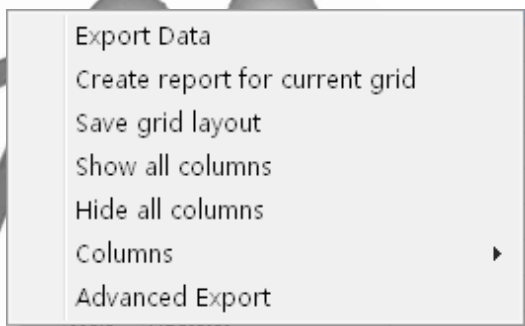 Export Data
Create report for current grid
Save grid layout
Show all columns
Hide all columns
Columns
Advanced Export